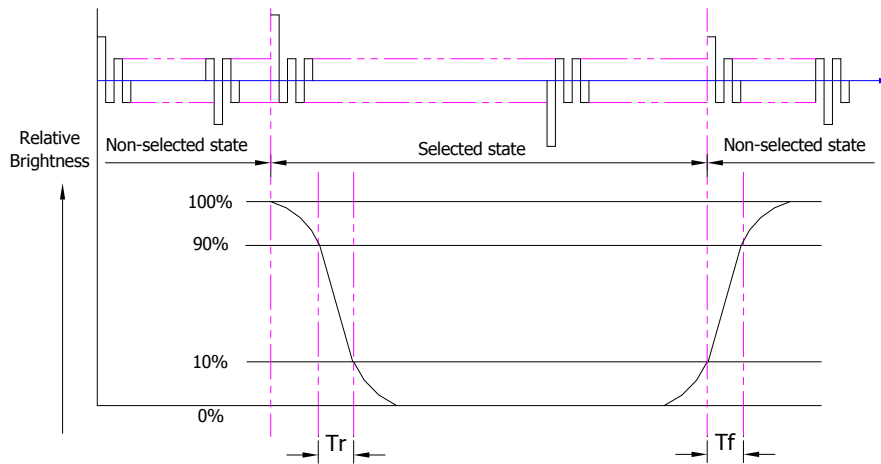 Relative
Brightness
Non-selected state
Selected state
Non-selected state
100%
90%
10%
0%
Tr
Tf